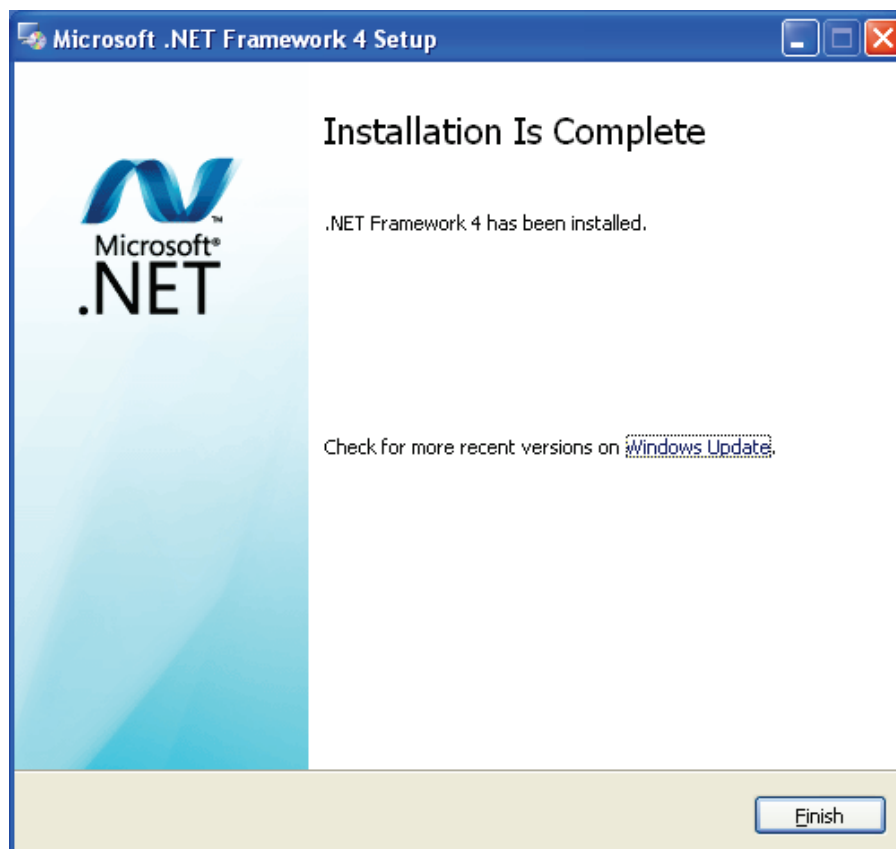 Microsoft .NET Framework 4 Setup
Installation Is Complete
.NET Framework 4 has been installed.
Microsoft®
.NET
™
Check for more recent versions on Windows Update.
Finish